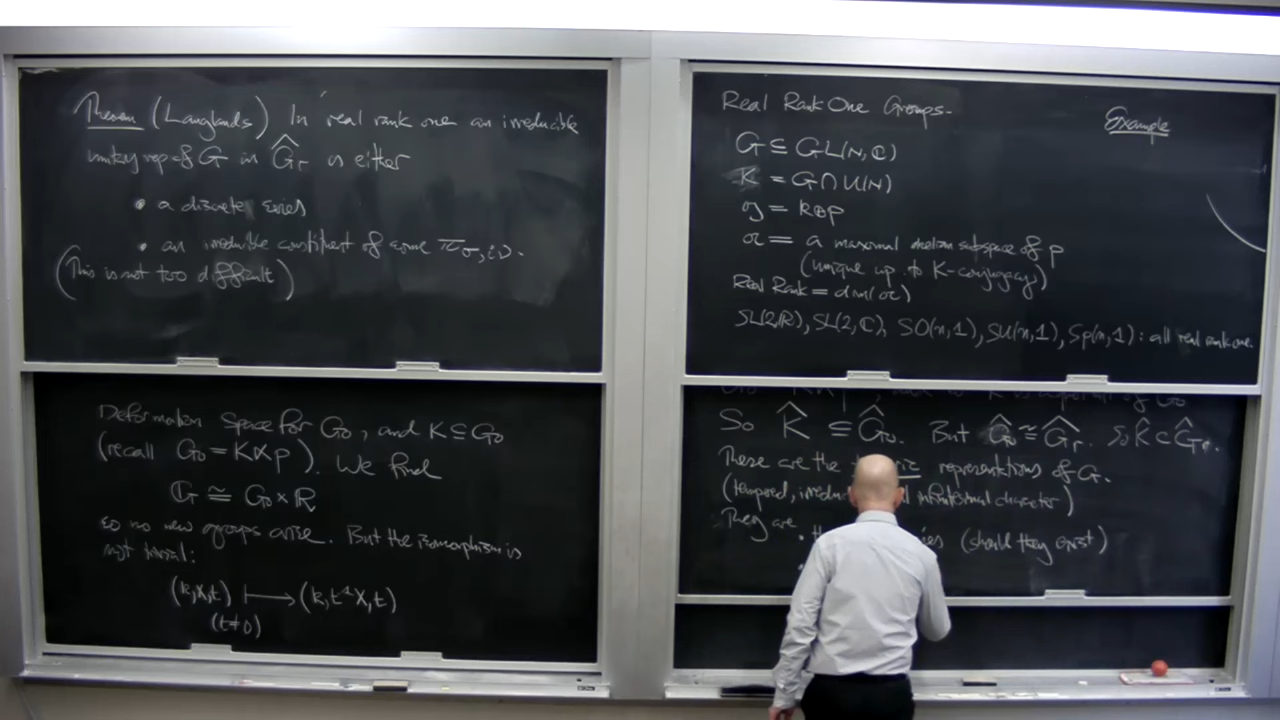 Theorem (Langlands) In real rank one an irreducible
unitary rep of G in Ĝr is either
• a discrete series
• an irreducible constituent of some πσ,iν.
(This is not too difficult)
Deformation Space for G₀, and K⊆G₀
(recall G₀=K⋉p). We find
𝔾 ≅ G₀×ℝ
so no new groups arise. But the isomorphism is
not trivial:
(k,X,t) ⟼ (k,t⁻¹X,t)
(t≠0)
Real Rank One Groups-
G ⊆ GL(N,ℂ)
K = G∩U(N)
𝔤 = k⊕p
𝔞 = a maximal abelian subspace of p
(unique up to K-conjugacy)
Real Rank = dim(𝔞)
SL(2,ℝ), SL(2,ℂ), SO(n,1), SU(n,1), Sp(n,1): all real rank one.
Example
So K̂ ⊆ Ĝ₀. But Ĝ₀≅Ĝr. So K̂⊂Ĝr.
These are the representations of G.
(tempered, infinitesimal character)
They are
• (should they exist)